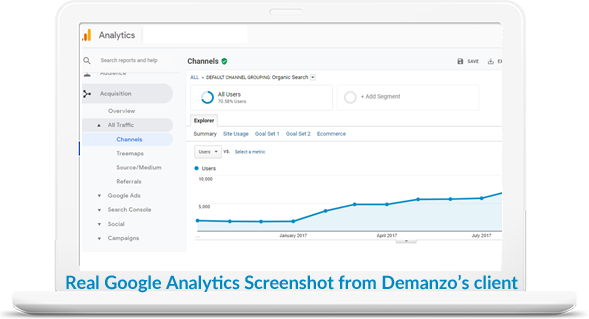 Analytics
Search reports and help
Audience
Acquisition
Overview
All Traffic
Channels
Treemaps
Source/Medium
Referrals
Google Ads
Search Console
Social
Campaigns
Channels
SAVE
ALL » DEFAULT CHANNEL GROUPING: Organic Search
All Users
70.58% Users
+ Add Segment
Explorer
Summary Site Usage Goal Set 1 Goal Set 2 Ecommerce
Users VS. Select a metric
Users
10,000
5,000
January 2017 April 2017 July 2017
Real Google Analytics Screenshot from Demanzo's client